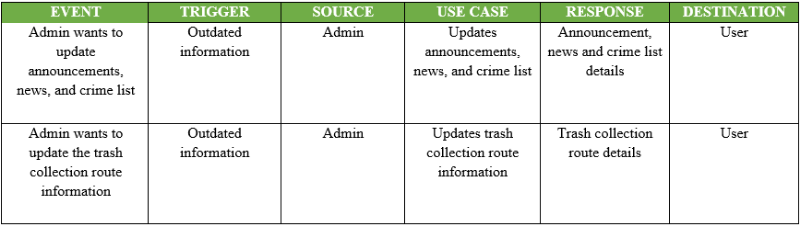 EVENT TRIGGER SOURCE USE CASE RESPONSE DESTINATION
Admin wants to update announcements, news, and crime list
Outdated information
Admin
Updates announcements, news, and crime list
Announcement, news and crime list details
User
Admin wants to update the trash collection route information
Outdated information
Admin
Updates trash collection route information
Trash collection route details
User